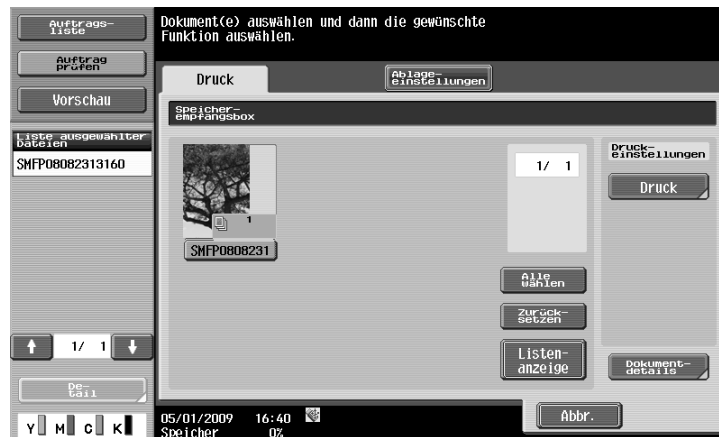 Auftrags-
liste
Auftrag
prüfen
Vorschau
Liste ausgewählter
Dateien
SMFP08082313160
1/ 1
De-
tail
Y M C K
Dokument(e) auswählen und dann die gewünschte
Funktion auswählen.
Druck
Ablage-
einstellungen
Speicher-
empfangsbox
1
SMFP0808231
1/ 1
Alle
wählen
Zurück-
setzen
Listen-
anzeige
Druck-
einstellungen
Druck
Dokument-
details
Abbr.
05/01/2009 16:40
Speicher 0%